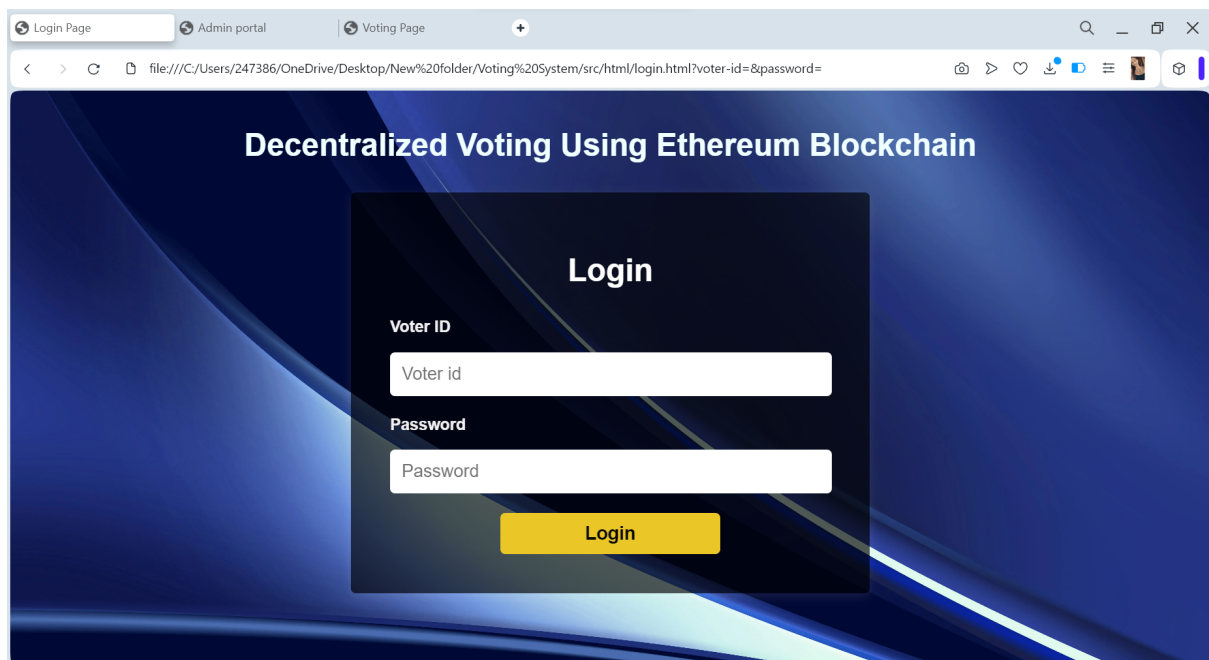 Login Page Admin portal Voting Page
file:///C:/Users/247386/OneDrive/Desktop/New%20folder/Voting%20System/src/html/login.html?voter-id=&password=
Decentralized Voting Using Ethereum Blockchain
Login
Voter ID
Voter id
Password
Password
Login